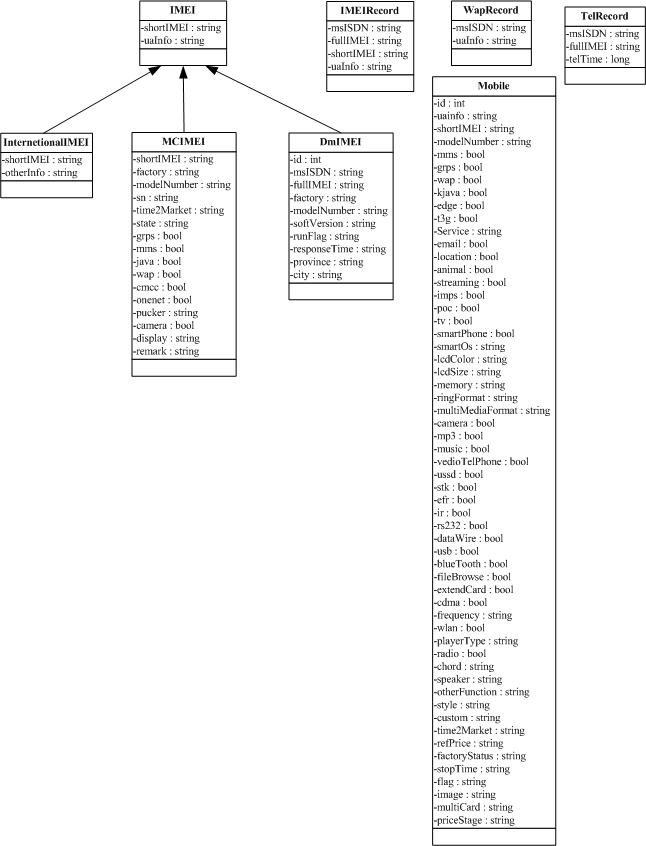 IMEI
-shortIMEI : string
-uaInfo : string
IMEIRecord
-msISDN : string
-fullIMEI : string
-shortIMEI : string
-uaInfo : string
WapRecord
-msISDN : string
-uaInfo : string
TelRecord
-msISDN : string
-fullIMEI : string
-telTime : long
InternetionalIMEI
-shortIMEI : string
-otherInfo : string
MCIMEI
-shortIMEI : string
-factory : string
-modelNumber : string
-sn : string
-time2Market : string
-state : string
-grps : bool
-mms : bool
-java : bool
-wap : bool
-cmcc : bool
-onenet : bool
-pucker : string
-camera : bool
-display : string
-remark : string
DmIMEI
-id : int
-msISDN : string
-fullIMEI : string
-factory : string
-modelNumber : string
-softVersion : string
-runFlag : string
-responseTime : string
-province : string
-city : string
Mobile
-id : int
-uainfo : string
-shortIMEI : string
-modelNumber : string
-mms : bool
-grps : bool
-wap : bool
-kjava : bool
-edge : bool
-t3g : bool
-Service : string
-email : bool
-location : bool
-animal : bool
-streaming : bool
-imps : bool
-poc : bool
-tv : bool
-smartPhone : bool
-smartOs : string
-lcdColor : string
-lcdSize : string
-memory : string
-ringFormat : string
-multiMediaFormat : string
-camera : bool
-mp3 : bool
-music : bool
-vedioTelPhone : bool
-ussd : bool
-stk : bool
-efr : bool
-ir : bool
-rs232 : bool
-dataWire : bool
-usb : bool
-blueTooth : bool
-fileBrowse : bool
-extendCard : bool
-cdma : bool
-frequency : string
-wlan : bool
-playerType : string
-radio : bool
-chord : string
-speaker : string
-otherFunction : string
-style : string
-custom : string
-time2Market : string
-refPrice : string
-factoryStatus : string
-stopTime : string
-flag : string
-image : string
-multiCard : string
-priceStage : string